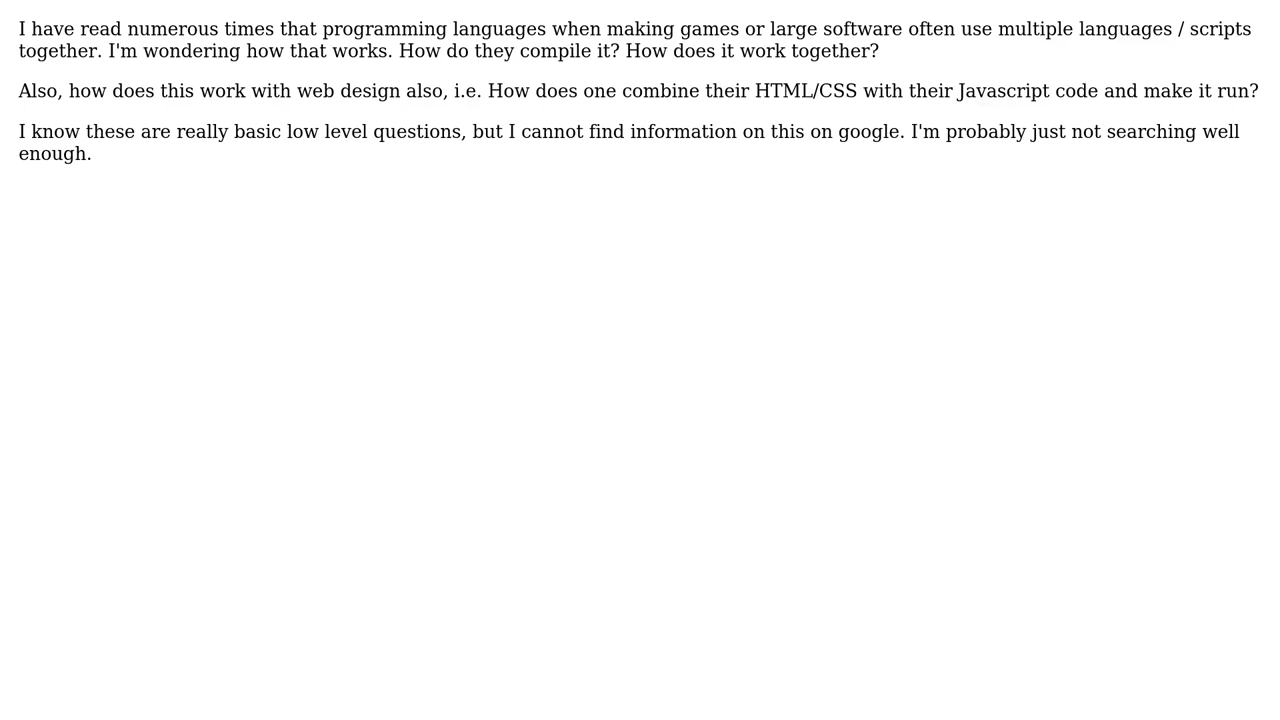 I have read numerous times that programming languages when making games or large software often use multiple languages / scripts
together. I'm wondering how that works. How do they compile it? How does it work together?
Also, how does this work with web design also, i.e. How does one combine their HTML/CSS with their Javascript code and make it run?
I know these are really basic low level questions, but I cannot find information on this on google. I'm probably just not searching well
enough.